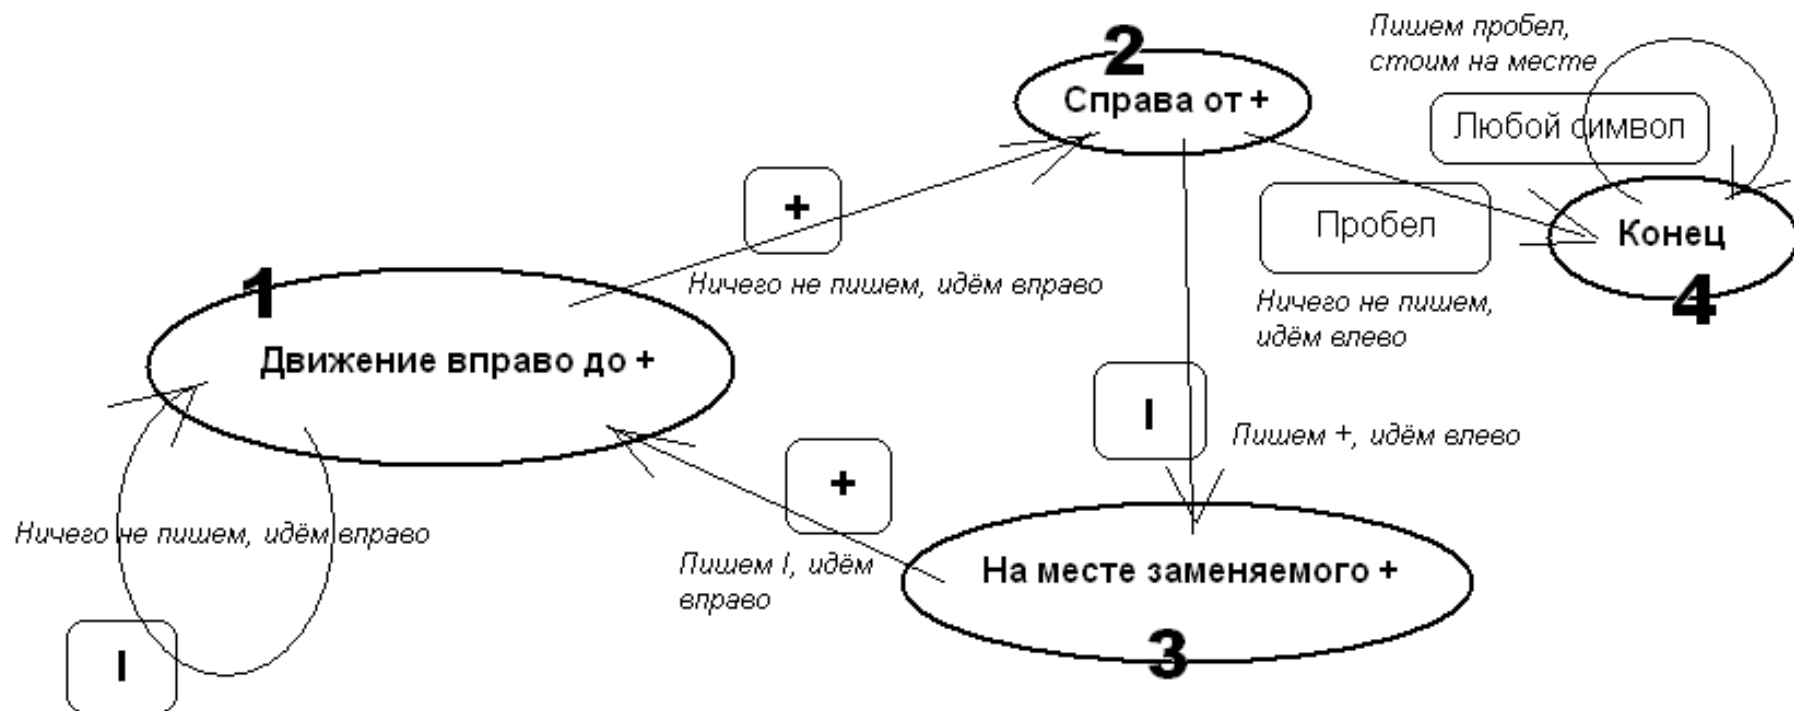 Пишем пробел,
стоим на месте
2
Справа от +
Любой символ
+
Пробел
Конец
4
Ничего не пишем, идём вправо
Ничего не пишем,
идём влево
1
Движение вправо до +
I
Пишем +, идём влево
+
Ничего не пишем, идём вправо
Пишем I, идём
вправо
На месте заменяемого +
3
I